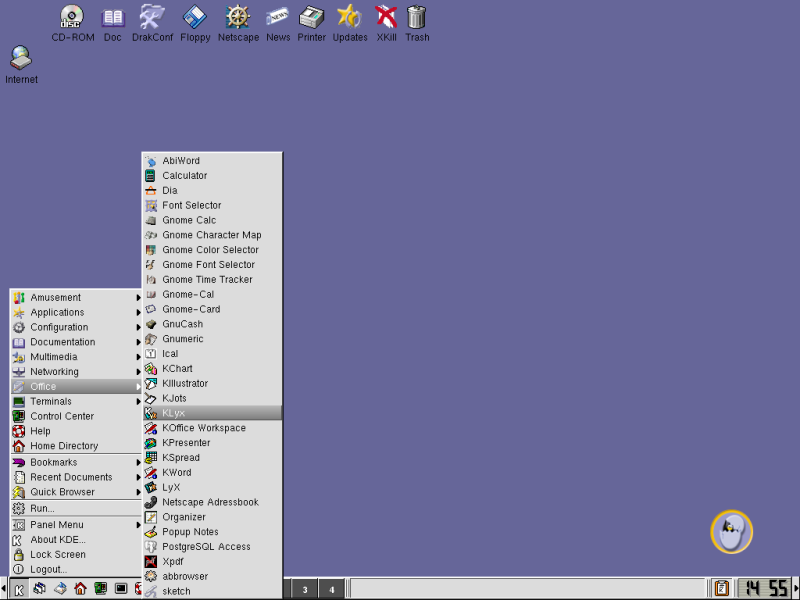 CD-ROM Doc DrakConf Floppy Netscape News Printer Updates XKill Trash
Internet
AbiWord
Calculator
Dia
Font Selector
Gnome Calc
Gnome Character Map
Gnome Color Selector
Gnome Font Selector
Gnome Time Tracker
Gnome-Cal
Gnome-Card
GnuCash
Gnumeric
Ical
KChart
KIllustrator
KJots
KLyx
KOffice Workspace
KPresenter
KSpread
KWord
LyX
Netscape Adressbook
Organizer
Popup Notes
PostgreSQL Access
Xpdf
abbrowser
sketch
Amusement
Applications
Configuration
Documentation
Multimedia
Networking
Office
Terminals
Control Center
Help
Home Directory
Bookmarks
Recent Documents
Quick Browser
Run...
Panel Menu
About KDE...
Lock Screen
Logout...
3 4 14 55